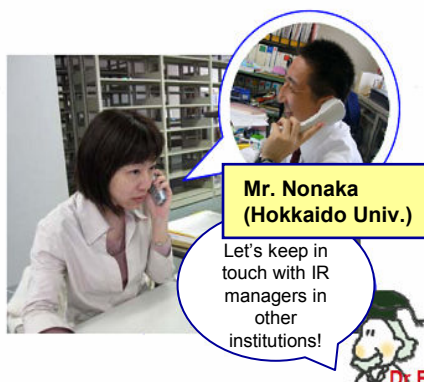 Mr. Nonaka
(Hokkaido Univ.)
Let's keep in
touch with IR
managers in
other
institutions!